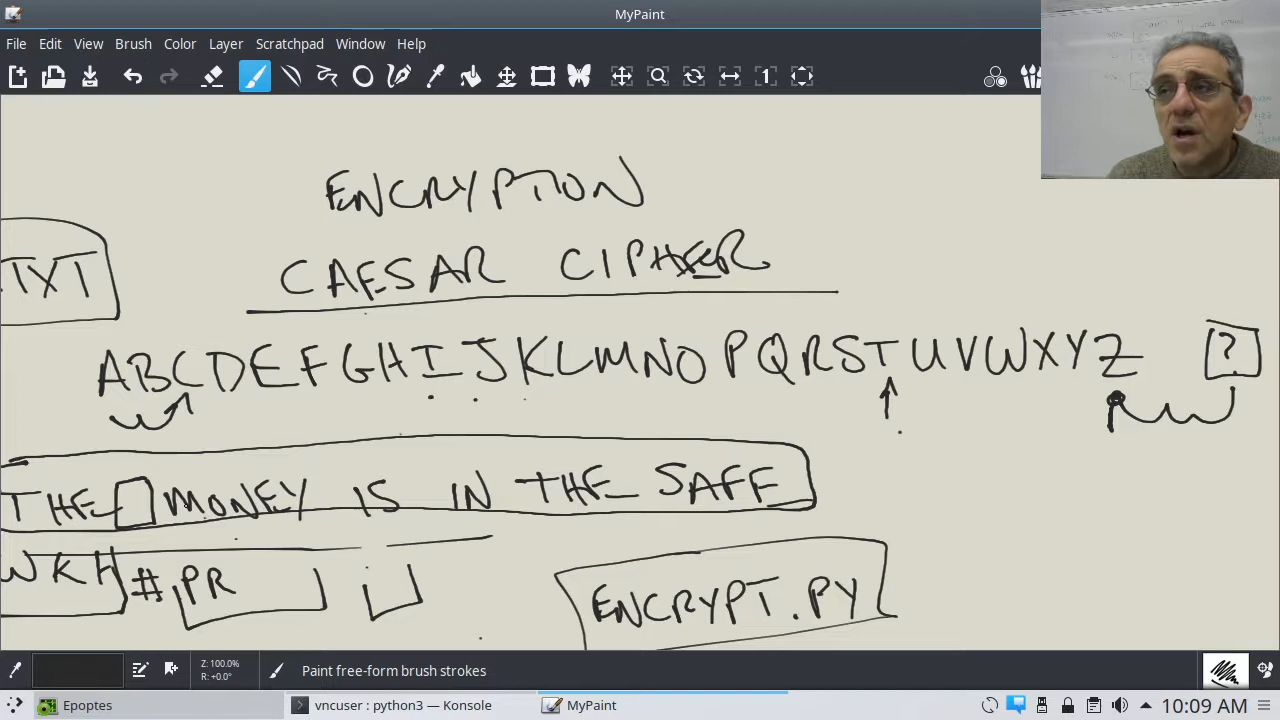 MyPaint
File Edit View Brush Color Layer Scratchpad Window Help
ENCRYPTION
CAESAR CIPHER
.TXT
ABCDEFGHIJKLMNOPQRSTUVWXYZ [?]
THE MONEY IS IN THE SAFE
WKH # PR
ENCRYPT.PY
Z: 100.0%
R: +0.0°
Paint free-form brush strokes
Epoptes
vncuser : python3 — Konsole
MyPaint
10:09 AM